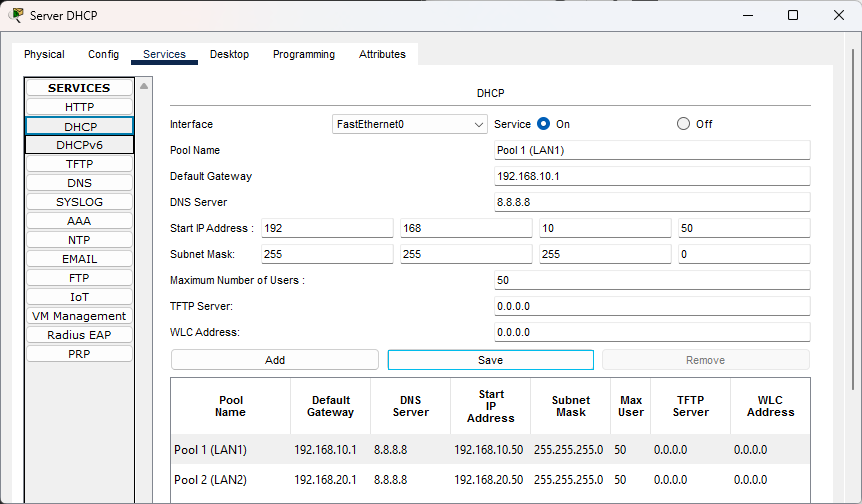 Server DHCP
Physical Config Services Desktop Programming Attributes
SERVICES
HTTP
DHCP
DHCPv6
TFTP
DNS
SYSLOG
AAA
NTP
EMAIL
FTP
IoT
VM Management
Radius EAP
PRP
DHCP
Interface FastEthernet0 Service On Off
Pool Name Pool 1 (LAN1)
Default Gateway 192.168.10.1
DNS Server 8.8.8.8
Start IP Address : 192 168 10 50
Subnet Mask: 255 255 255 0
Maximum Number of Users : 50
TFTP Server: 0.0.0.0
WLC Address: 0.0.0.0
Add Save Remove
Pool Name Default Gateway DNS Server Start IP Address Subnet Mask Max User TFTP Server WLC Address
Pool 1 (LAN1) 192.168.10.1 8.8.8.8 192.168.10.50 255.255.255.0 50 0.0.0.0 0.0.0.0
Pool 2 (LAN2) 192.168.20.1 8.8.8.8 192.168.20.50 255.255.255.0 50 0.0.0.0 0.0.0.0